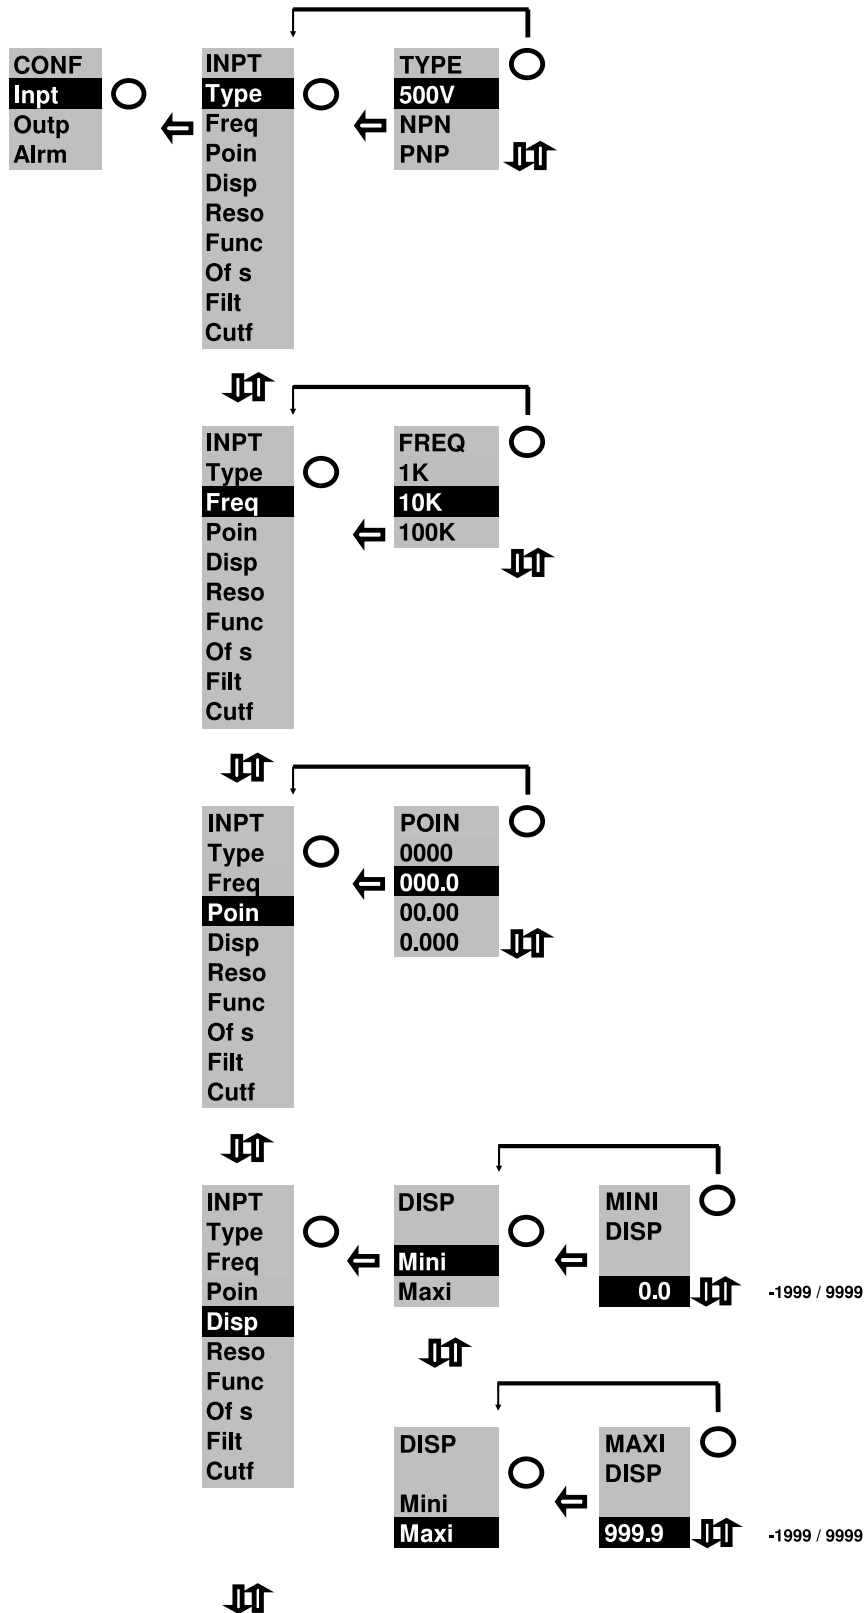 CONF
Inpt
Outp
Alrm
INPT
Type
Freq
Poin
Disp
Reso
Func
Of s
Filt
Cutf
TYPE
500V
NPN
PNP
INPT
Type
Freq
Poin
Disp
Reso
Func
Of s
Filt
Cutf
FREQ
1K
10K
100K
INPT
Type
Freq
Poin
Disp
Reso
Func
Of s
Filt
Cutf
POIN
0000
000.0
00.00
0.000
INPT
Type
Freq
Poin
Disp
Reso
Func
Of s
Filt
Cutf
DISP
Mini
Maxi
MINI
DISP
0.0
-1999 / 9999
DISP
Mini
Maxi
MAXI
DISP
999.9
-1999 / 9999